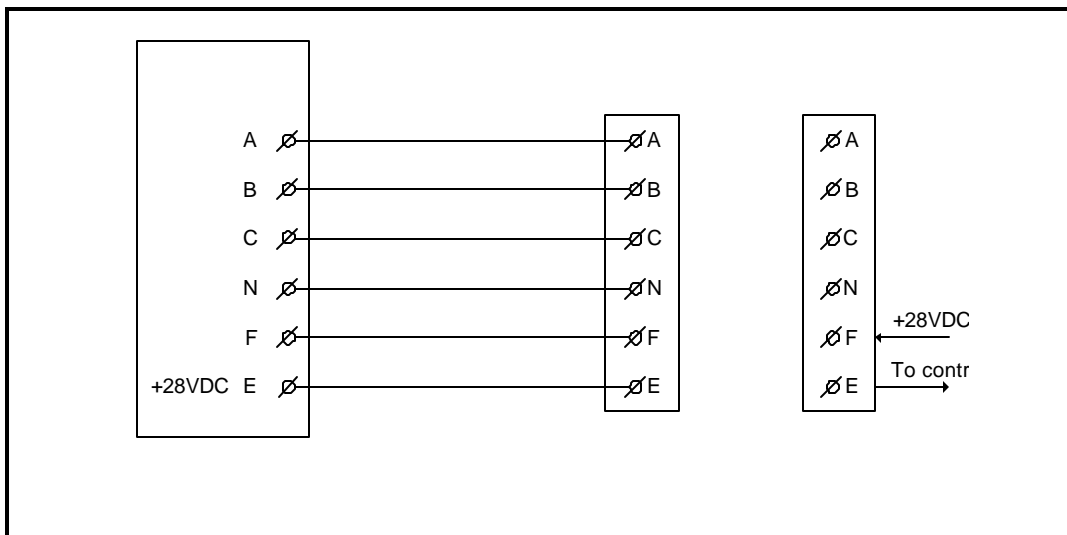 A A A
B B B
C C C
N N N
F F F +28VDC
+28VDC E E E To contr